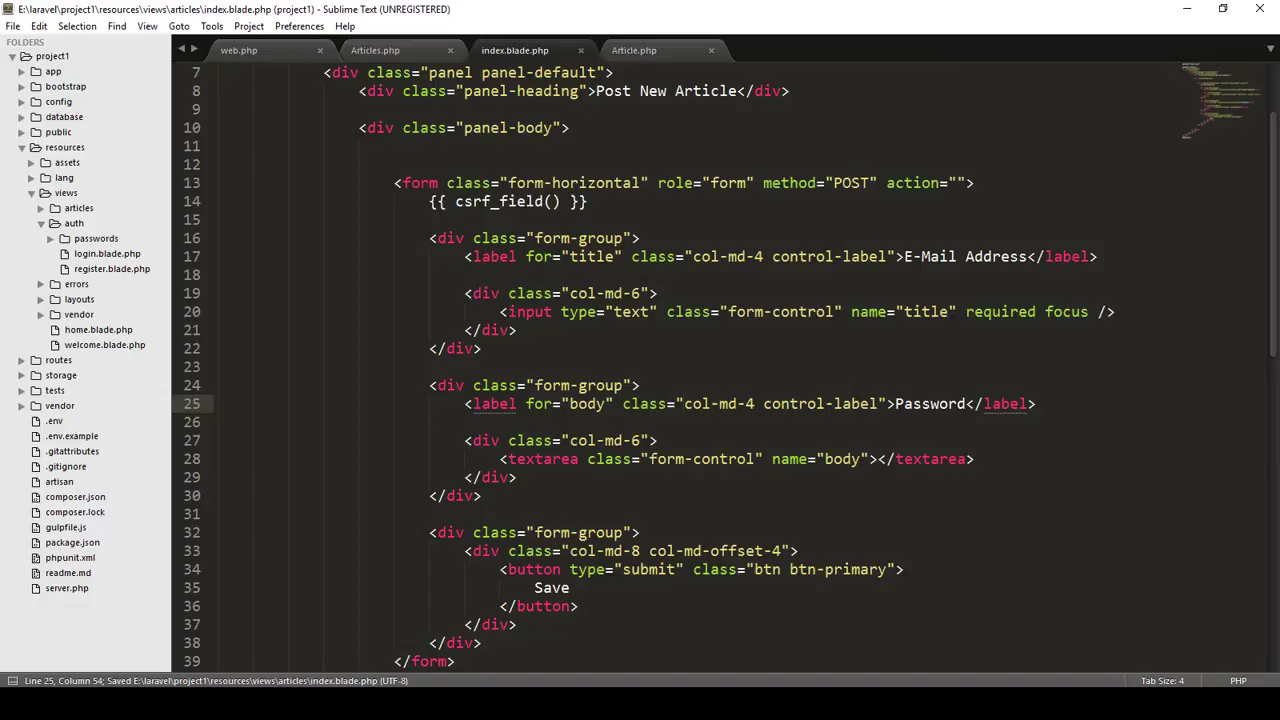 E:\laravel\project1\resources\views\articles\index.blade.php (project1) - Sublime Text (UNREGISTERED)
File Edit Selection Find View Goto Tools Project Preferences Help
FOLDERS
project1
app
bootstrap
config
database
public
resources
assets
lang
views
articles
auth
passwords
login.blade.php
register.blade.php
errors
layouts
vendor
home.blade.php
welcome.blade.php
routes
storage
tests
vendor
.env
.env.example
.gitattributes
.gitignore
artisan
composer.json
composer.lock
gulpfile.js
package.json
phpunit.xml
readme.md
server.php
web.php × Articles.php × index.blade.php × Article.php ×
7 <div class="panel panel-default">
8 <div class="panel-heading">Post New Article</div>
9
10 <div class="panel-body">
11
12
13 <form class="form-horizontal" role="form" method="POST" action="">
14 {{ csrf_field() }}
15
16 <div class="form-group">
17 <label for="title" class="col-md-4 control-label">E-Mail Address</label>
18
19 <div class="col-md-6">
20 <input type="text" class="form-control" name="title" required focus />
21 </div>
22 </div>
23
24 <div class="form-group">
25 <label for="body" class="col-md-4 control-label">Password</label>
26
27 <div class="col-md-6">
28 <textarea class="form-control" name="body"></textarea>
29 </div>
30 </div>
31
32 <div class="form-group">
33 <div class="col-md-8 col-md-offset-4">
34 <button type="submit" class="btn btn-primary">
35 Save
36 </button>
37 </div>
38 </div>
39 </form>
Line 25, Column 54; Saved E:\laravel\project1\resources\views\articles\index.blade.php (UTF-8) Tab Size: 4 PHP